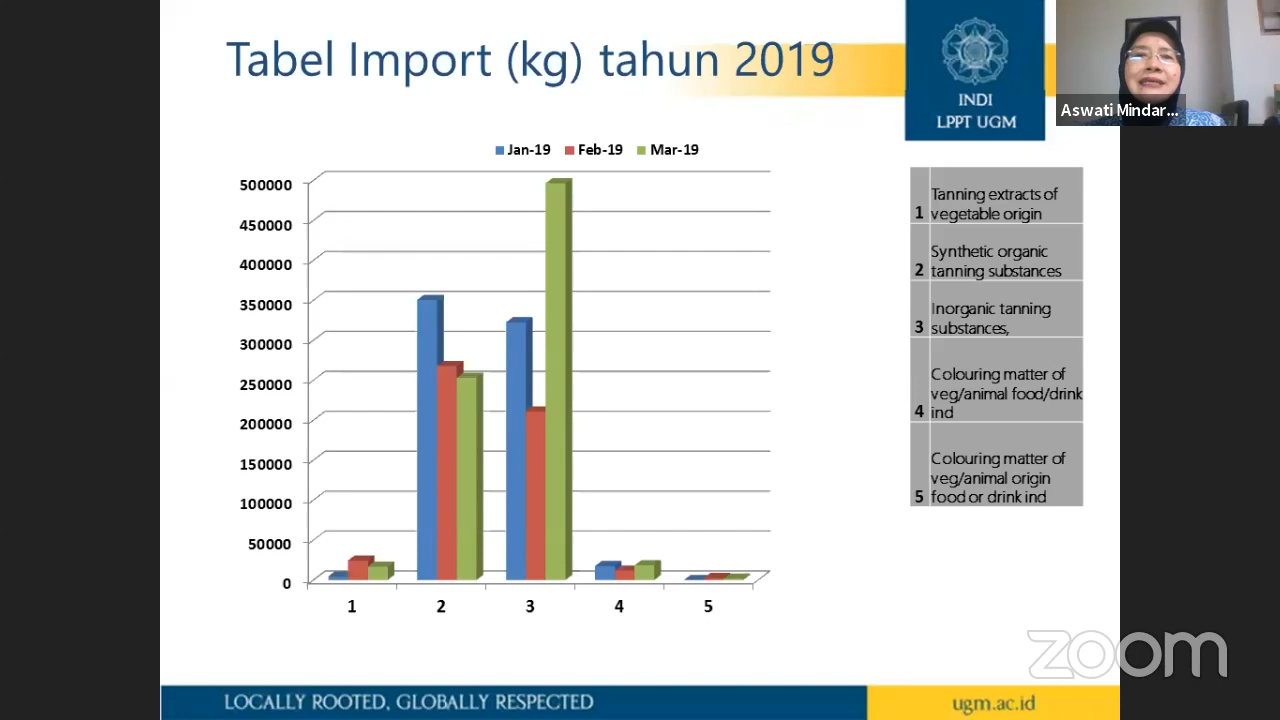 Tabel Import (kg) tahun 2019
INDI
LPPT UGM
Aswati Mindar...
Jan-19 Feb-19 Mar-19
500000
450000
400000
350000
300000
250000
200000
150000
100000
50000
0
1 2 3 4 5
1 Tanning extracts of
vegetable origin
2 Synthetic organic
tanning substances
3 Inorganic tanning
substances,
4 Colouring matter of
veg/animal food/drink
ind
5 Colouring matter of
veg/animal origin
food or drink ind
zoom
LOCALLY ROOTED, GLOBALLY RESPECTED
ugm.ac.id